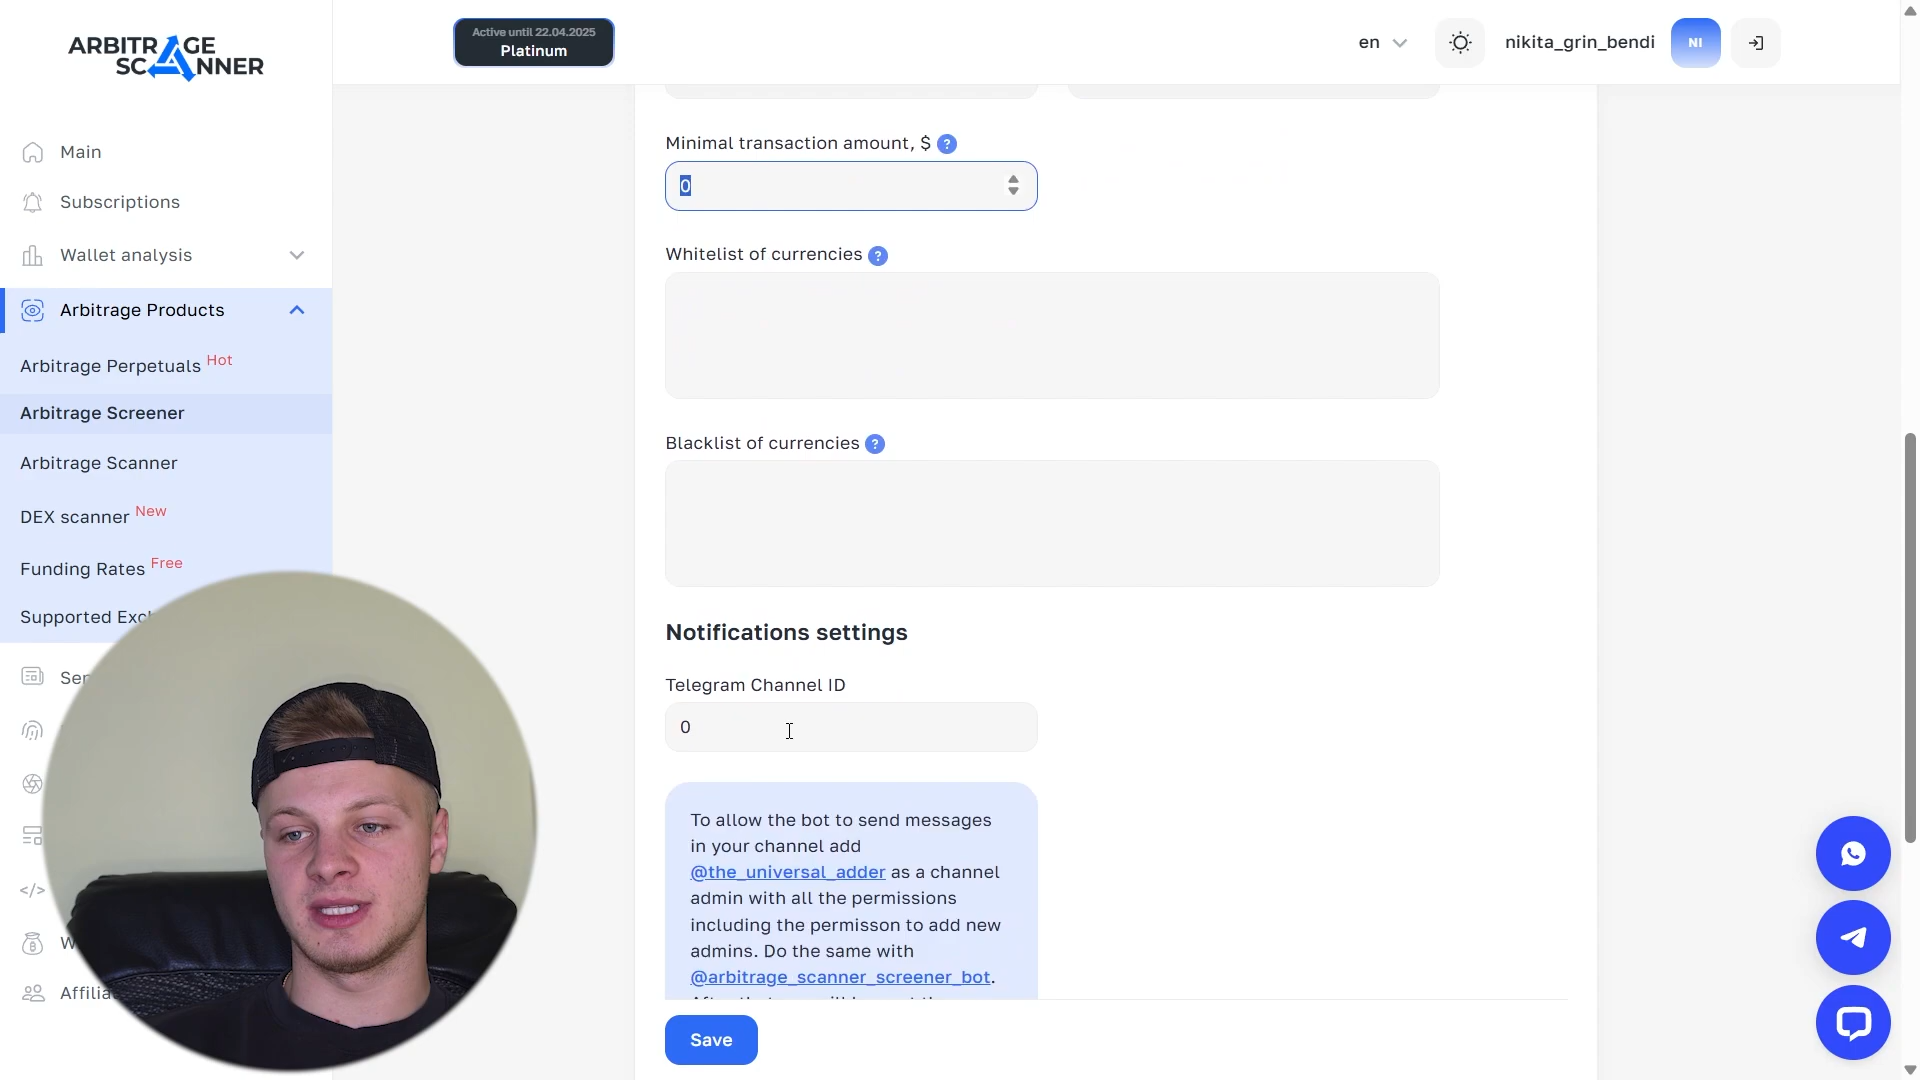 ARBITRAGE
SCANNER
Active until 22.04.2025
Platinum
en
nikita_grin_bendi
NI
Main
Subscriptions
Wallet analysis
Arbitrage Products
Arbitrage Perpetuals Hot
Arbitrage Screener
Arbitrage Scanner
DEX scanner New
Funding Rates Free
Supported
Minimal transaction amount, $ ?
0
Whitelist of currencies ?
Blacklist of currencies ?
Notifications settings
Telegram Channel ID
0
To allow the bot to send messages
in your channel add
@the_universal_adder as a channel
admin with all the permissions
including the permisson to add new
admins. Do the same with
@arbitrage_scanner_screener_bot.
Save